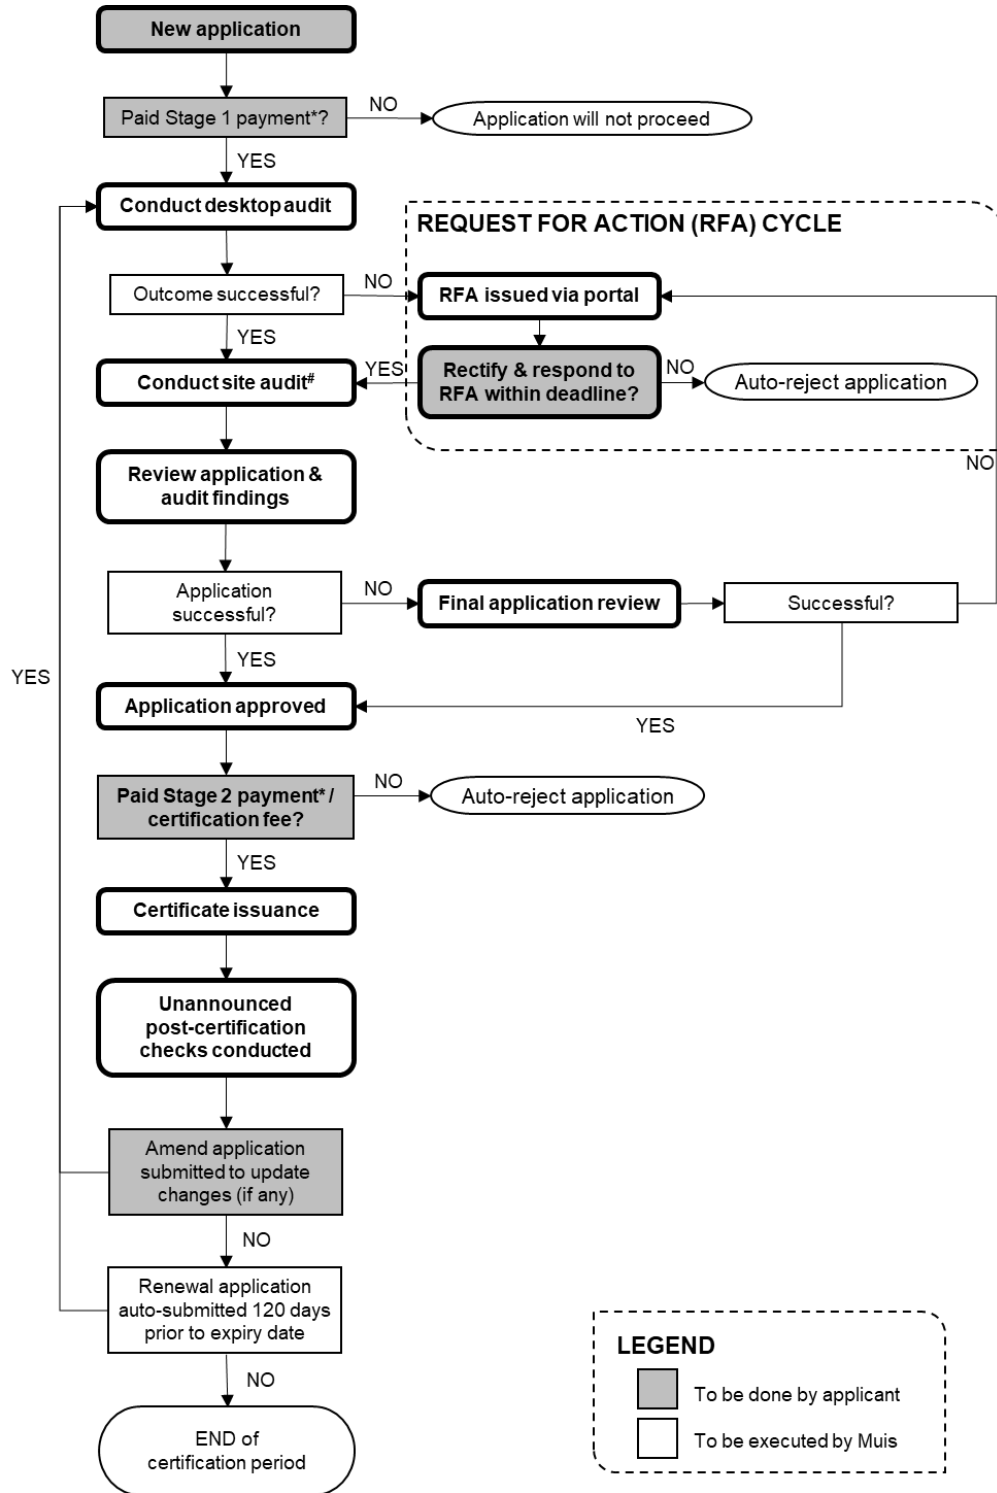 New application
Paid Stage 1 payment*?
NO
Application will not proceed
YES
Conduct desktop audit
REQUEST FOR ACTION (RFA) CYCLE
Outcome successful?
NO
RFA issued via portal
YES
Conduct site audit#
YES
Rectify & respond to
RFA within deadline?
NO
Auto-reject application
NO
Review application &
audit findings
Application
successful?
NO
Final application review
Successful?
YES
YES
Application approved
YES
Paid Stage 2 payment* /
certification fee?
NO
Auto-reject application
YES
Certificate issuance
Unannounced
post-certification
checks conducted
Amend application
submitted to update
changes (if any)
NO
Renewal application
auto-submitted 120 days
prior to expiry date
NO
END of
certification period
LEGEND
To be done by applicant
To be executed by Muis